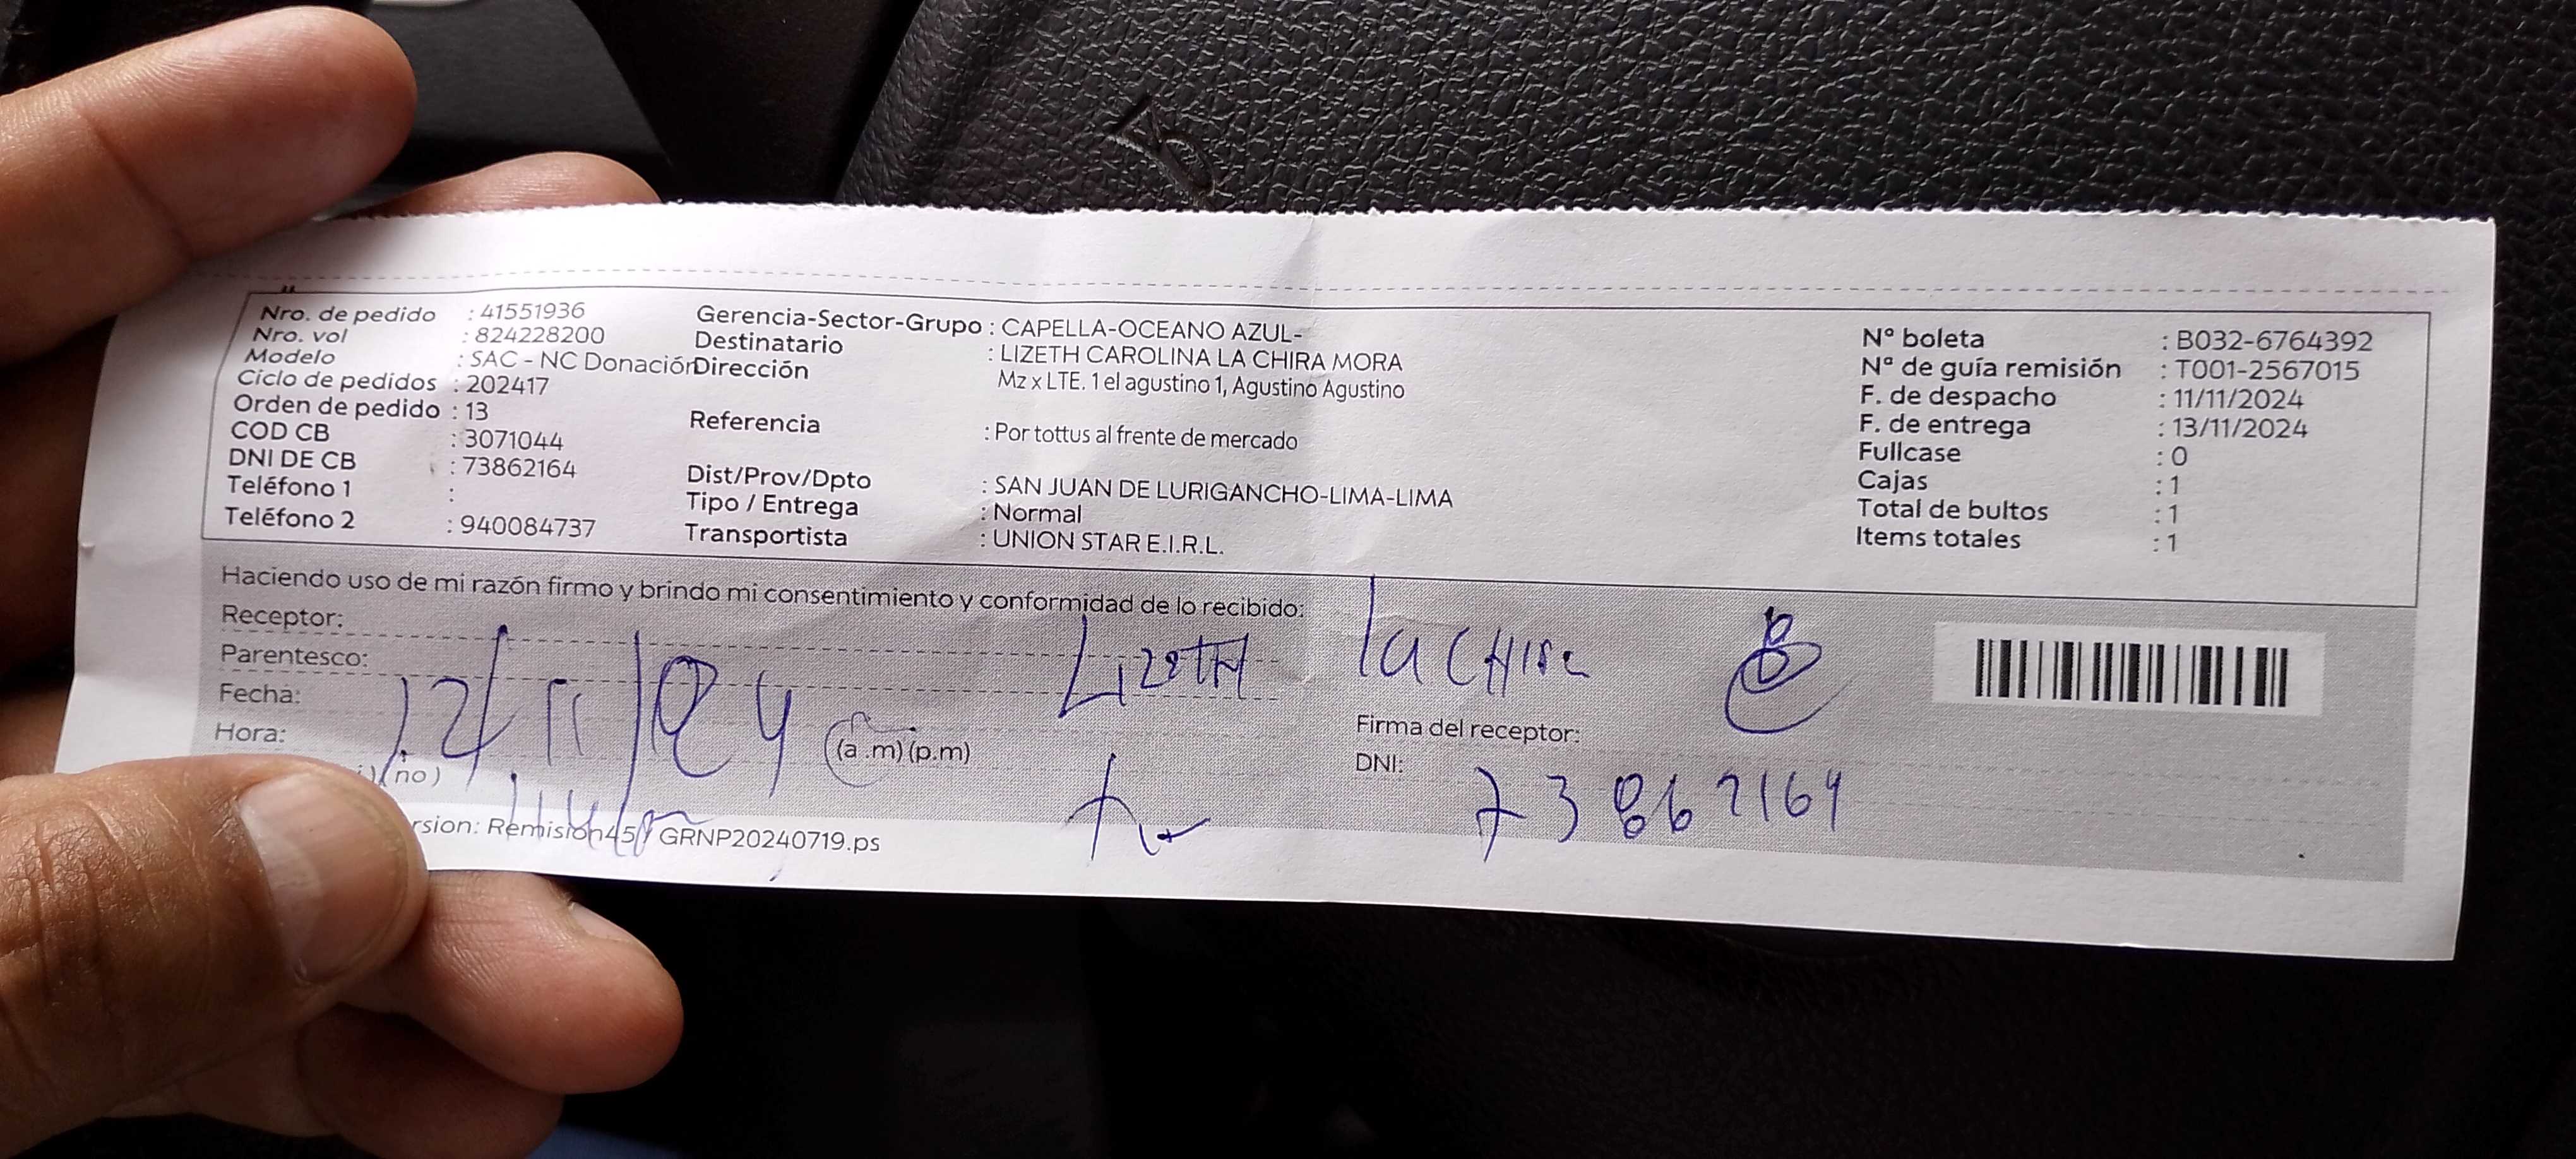 Nro. de pedido : 41551936
Nro. vol : 824228200
Modelo : SAC - NC Donación
Ciclo de pedidos : 202417
Orden de pedido : 13
COD CB : 3071044
DNI DE CB : 73862164
Teléfono 1 :
Teléfono 2 : 940084737
Gerencia-Sector-Grupo : CAPELLA-OCEANO AZUL-
Destinatario : LIZETH CAROLINA LA CHIRA MORA
Dirección Mz x LTE. 1 el agustino 1, Agustino Agustino
Referencia : Por tottus al frente de mercado
Dist/Prov/Dpto : SAN JUAN DE LURIGANCHO-LIMA-LIMA
Tipo / Entrega : Normal
Transportista : UNION STAR E.I.R.L.
Nº boleta : B032-6764392
Nº de guía remisión : T001-2567015
F. de despacho : 11/11/2024
F. de entrega : 13/11/2024
Fullcase : 0
Cajas : 1
Total de bultos : 1
Items totales : 1
Haciendo uso de mi razón firmo y brindo mi consentimiento y conformidad de lo recibido:
Receptor: LizETH la CHIRa
Parentesco:
Fecha: 12/11/24
Hora: (a .m) (p.m)
Firma del receptor:
DNI: 73862164
)(no)
rsion: Remision45 / GRNP20240719.ps